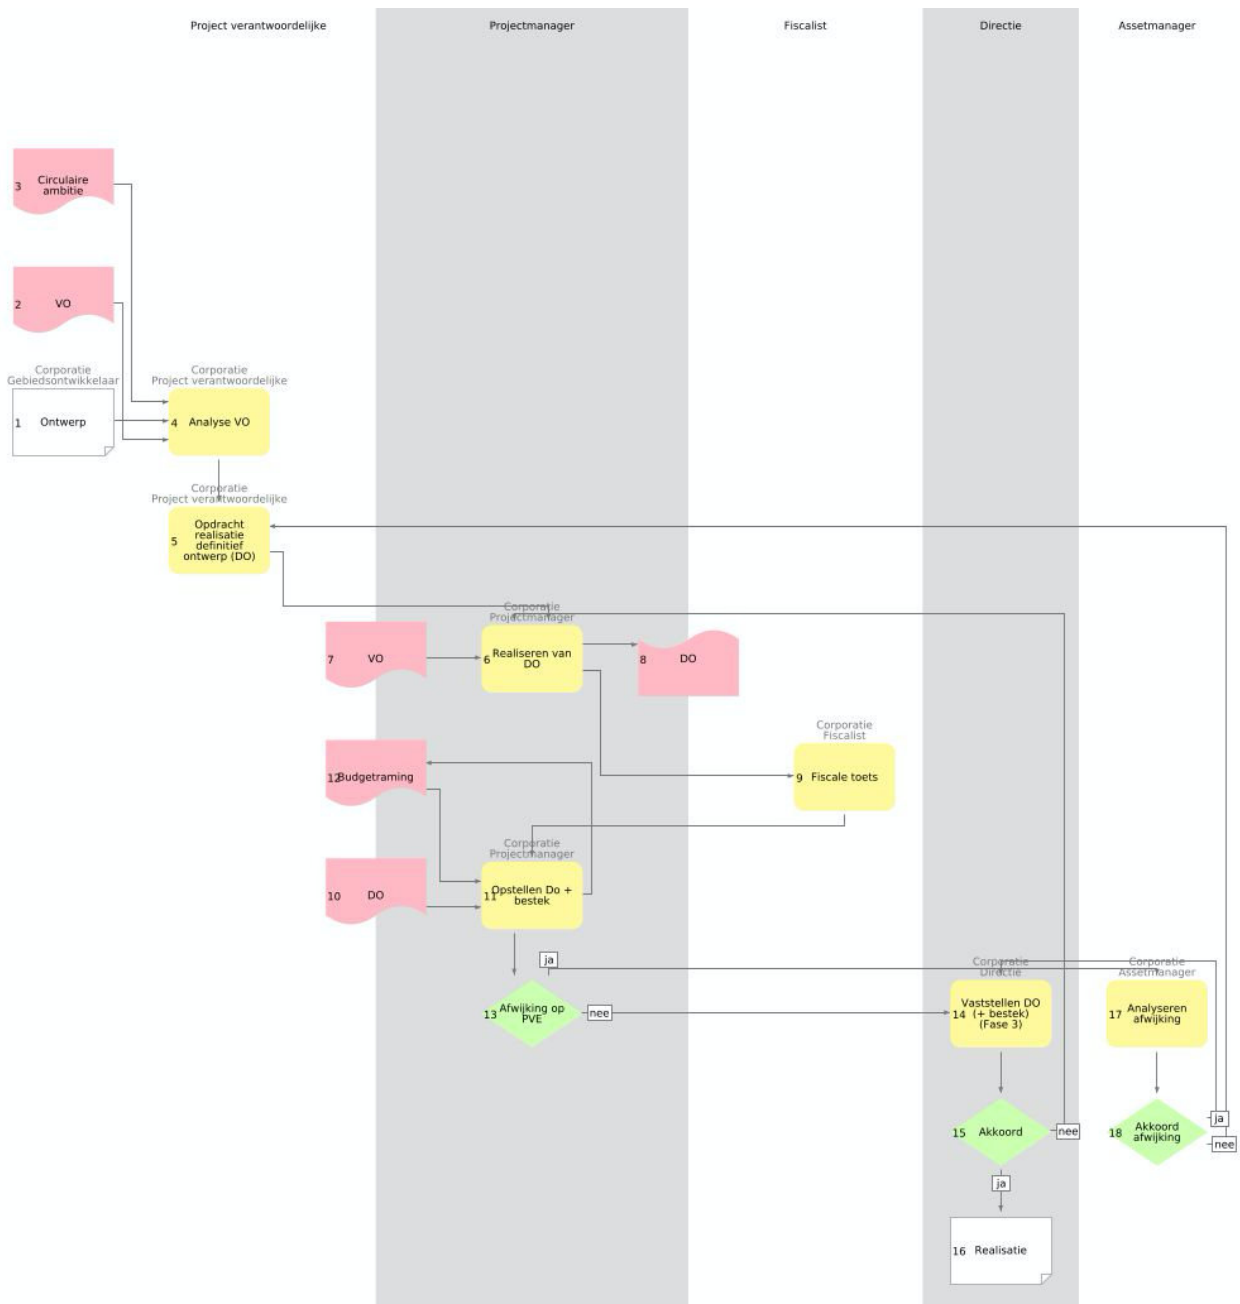 Project verantwoordelijke
Projectmanager
Fiscalist
Directie
Assetmanager
3
Circulaire
ambitie
2
VO
Corporatie
Gebiedsontwikkelaar
1
Ontwerp
Corporatie
Project verantwoordelijke
4
Analyse VO
Corporatie
Project verantwoordelijke
5
Opdracht
realisatie
definitief
ontwerp (DO)
Corporatie
Projectmanager
7
VO
6
Realiseren van
DO
8
DO
Corporatie
Fiscalist
12
Budgetraming
9
Fiscale toets
Corporatie
Projectmanager
10
DO
11
Opstellen Do +
bestek
ja
Corporatie
Directie
Corporatie
Assetmanager
13
Afwijking op
PVE
nee
14
Vaststellen DO
(+ bestek)
(Fase 3)
17
Analyseren
afwijking
15
Akkoord
nee
18
Akkoord
afwijking
ja
nee
ja
16
Realisatie